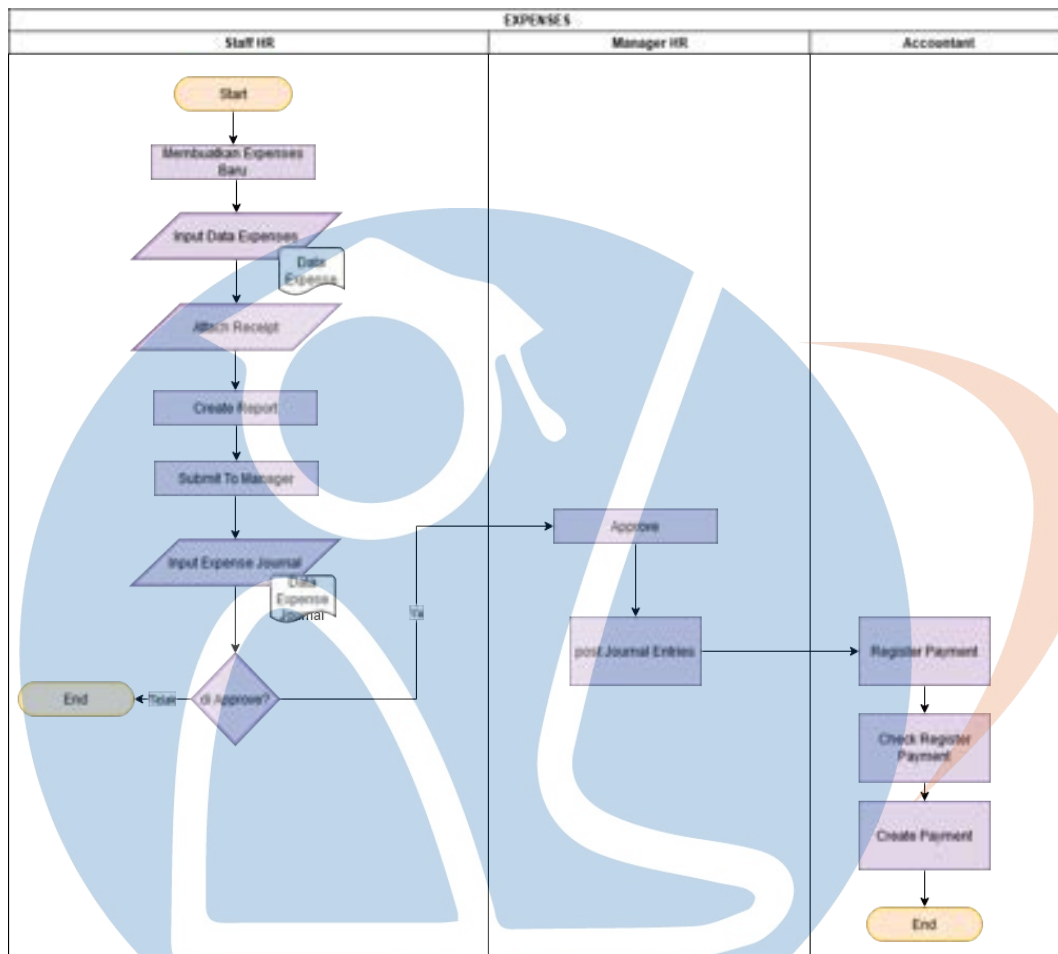 EXPENSES
Staff HR
Manager HR
Accountant
Start
Membuatkan Expenses
Baru
Input Data Expenses
Data
Expense
Attach Receipt
Create Report
Submit To Manager
Input Expense Journal
Data
Expense
Journal
di Approve?
Tidak
End
Ya
Approve
post Journal Entries
Register Payment
Check Register
Payment
Create Payment
End